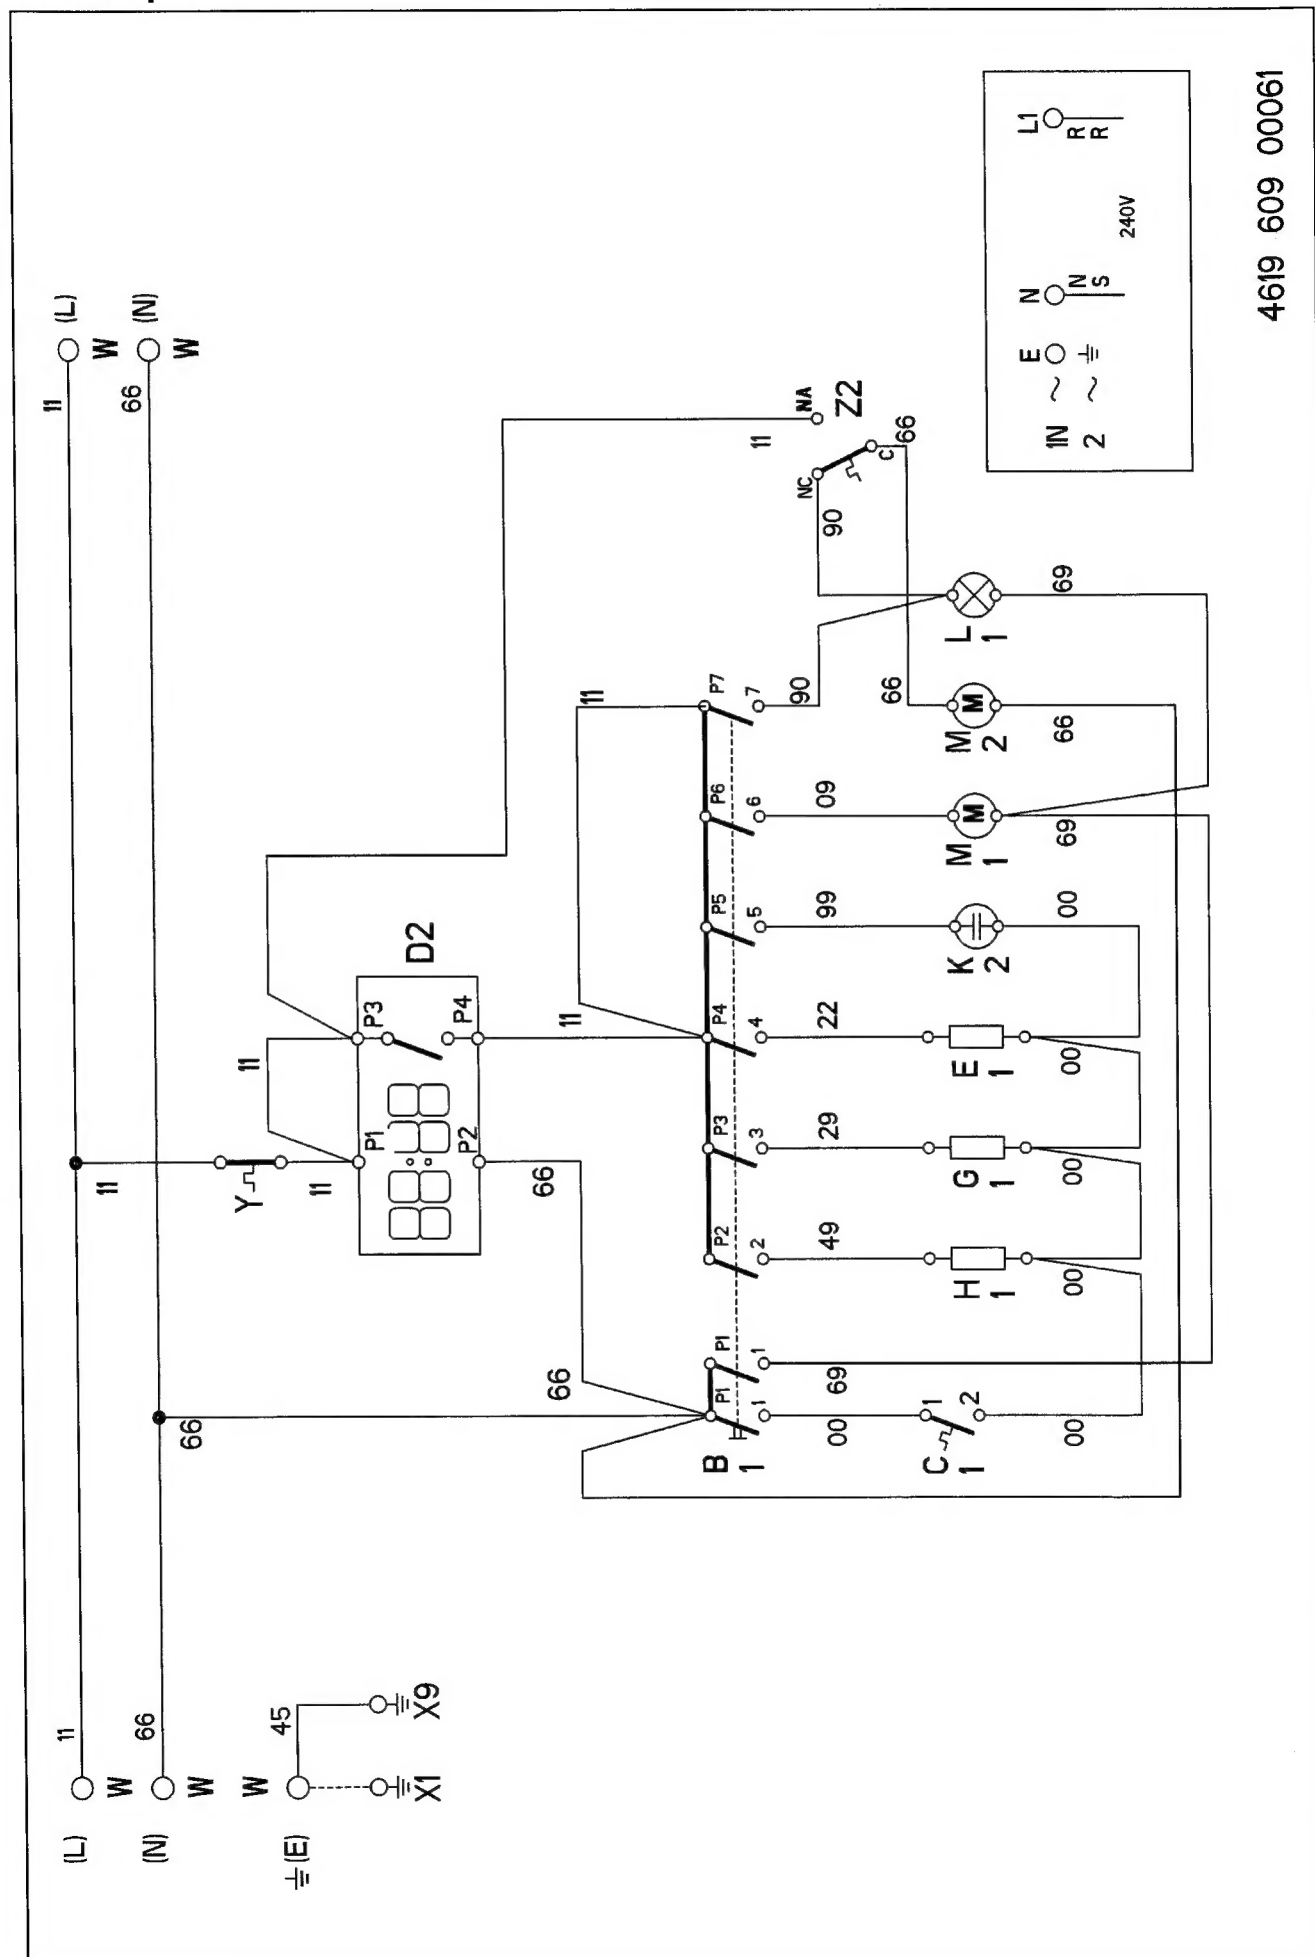 (L) 11 11 (L)
W 11 W
(N) 66 66 (N)
W 66 W
W Y 11
(E) 45 11
P1 P3
D2
X1 X9
P2 P4
66 66 11
11
B 1
P1 P1 P2 P3 P4 P5 P6 P7
1 1 2 3 4 5 6 7
11
NC NA
Z2
00 69 49 29 22 99 09 90 90
66 C 66
C 1
1 2
H 1
G 1
E 1
K 2
M 1
M
M 2
M
L 1
00 00 00 00 00 69 66 69
E N L1
1N ~
2 ~
N R
S R
240V
4619 609 00061